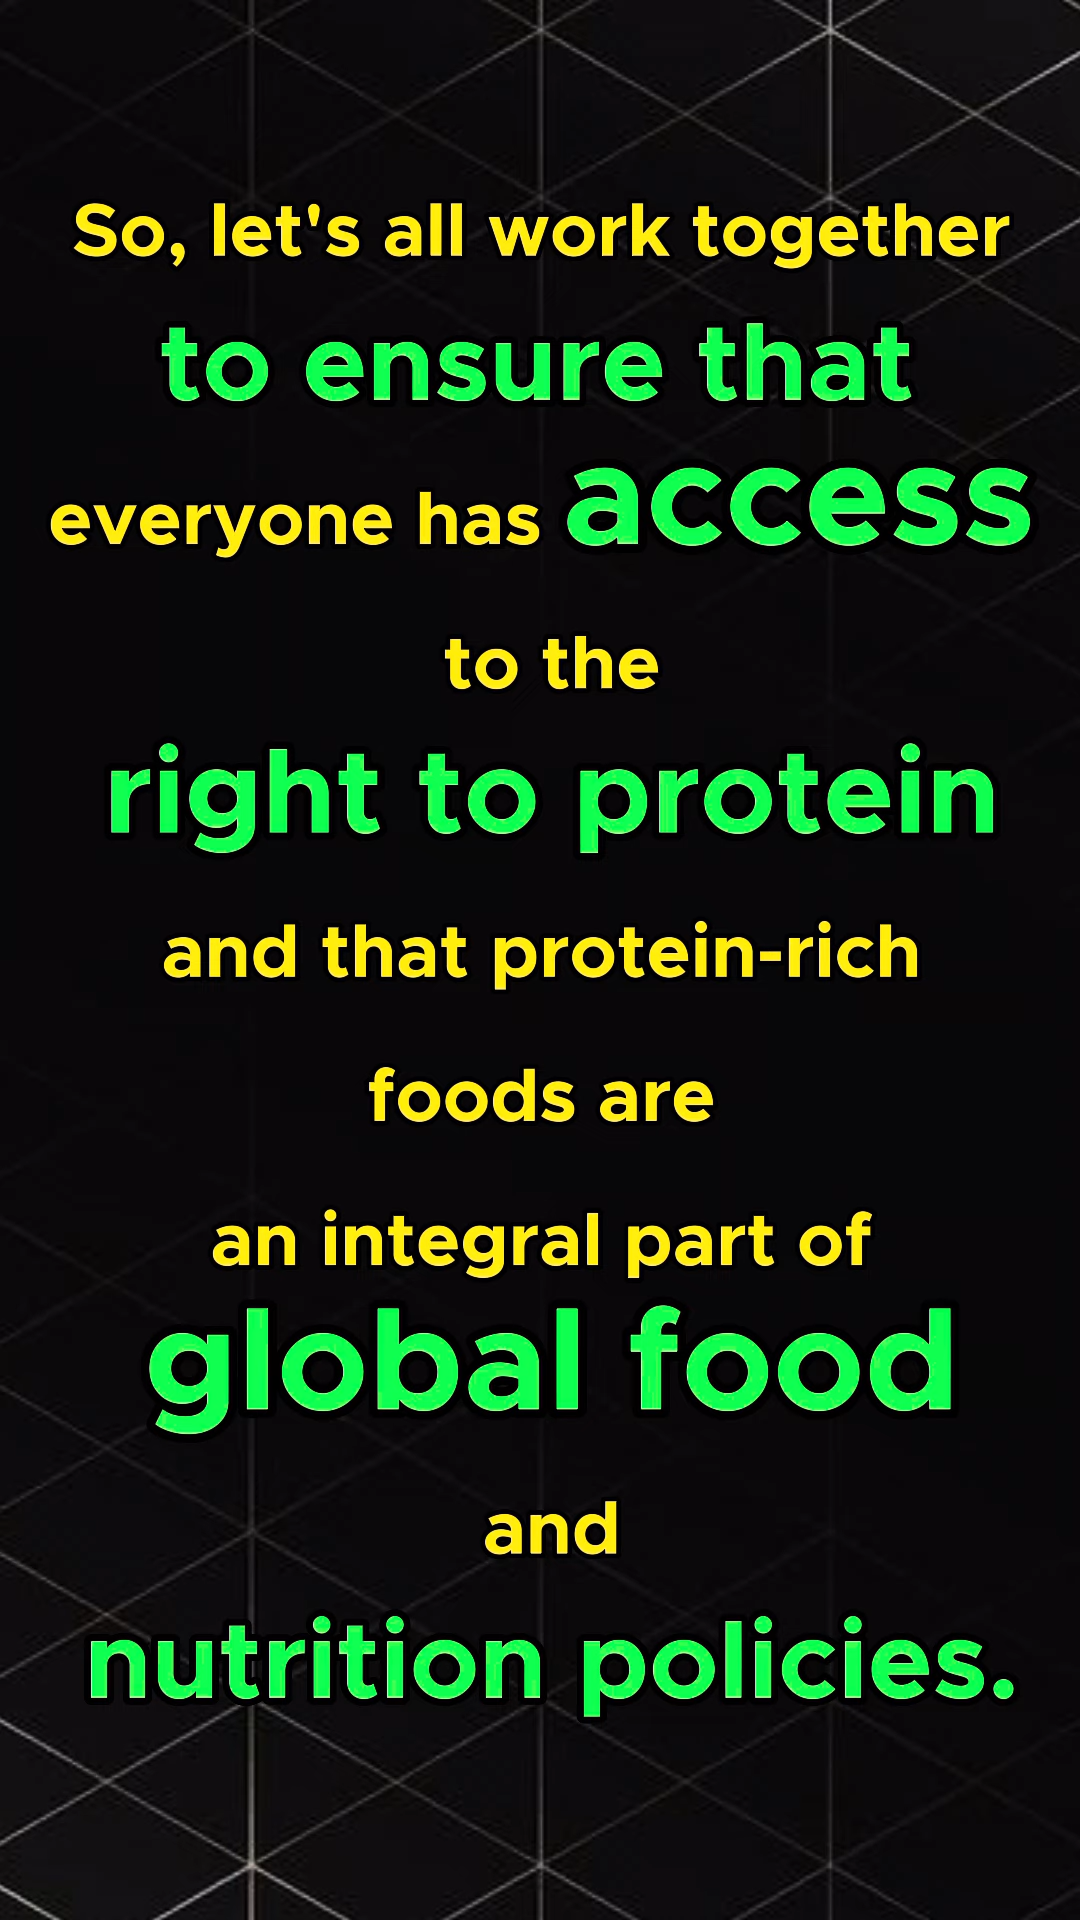 So, let's all work together
to ensure that
everyone has access
to the
right to protein
and that protein-rich
foods are
an integral part of
global food
and
nutrition policies.